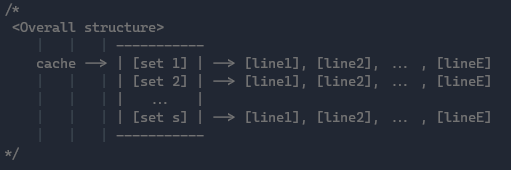 /*
 <Overall structure>
              -----------
    cache --> | [set 1] | --> [line1], [line2], ... , [lineE]
              | [set 2] | --> [line1], [line2], ... , [lineE]
              |   ...   |
              | [set s] | --> [line1], [line2], ... , [lineE]
              -----------
*/